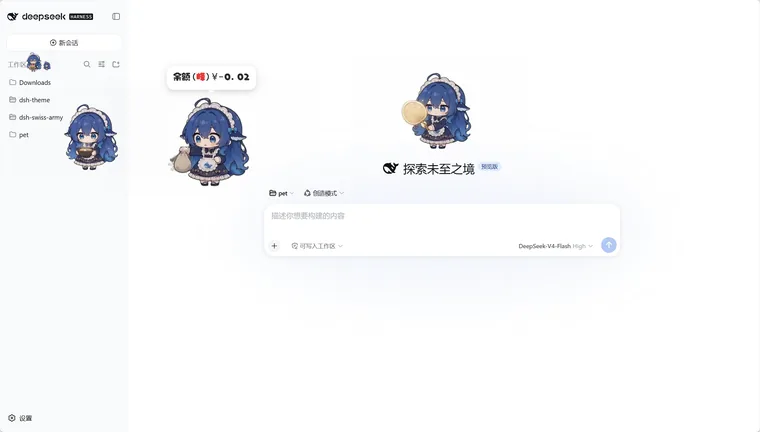 deepseek HARNESS
新会话
工作区
Downloads
dsh-theme
dsh-swiss-army
pet
余额(峰)¥-0.02
探索未至之境 预览版
pet 创造模式
描述你想要构建的内容
可写入工作区 DeepSeek-V4-Flash High
设置